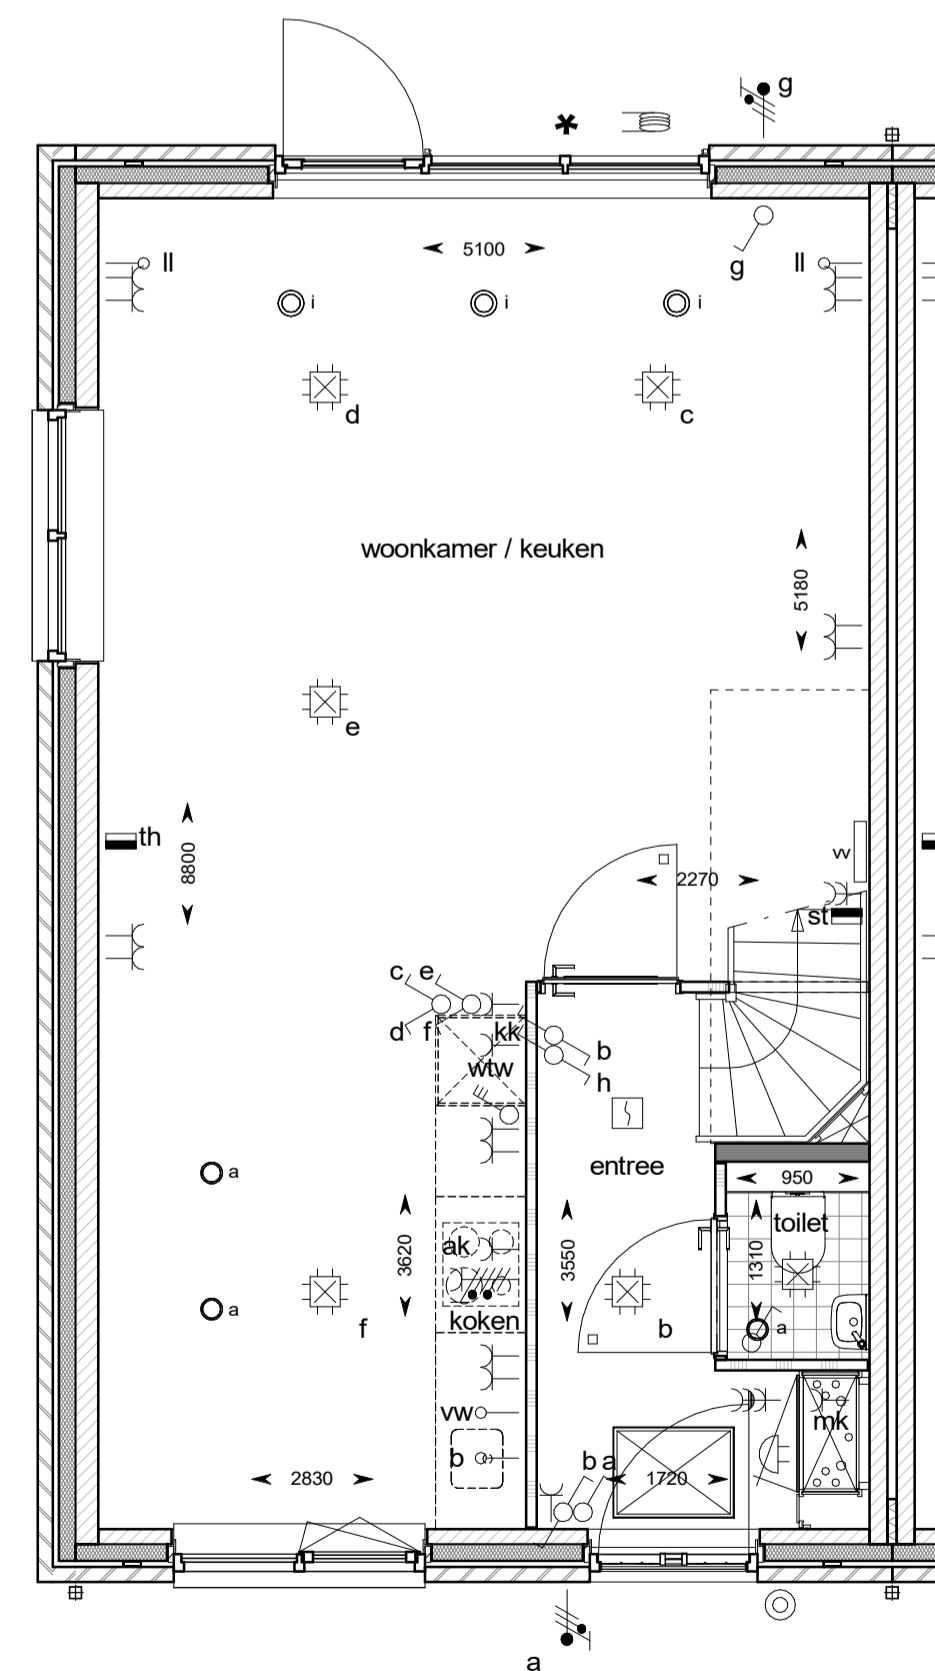 g
*
5100
g
ll
ll
i
i
i
d
c
woonkamer / keuken
5180
e
th
8800
vv
2270
st
c e
d f
kk
b
wtw
h
entree
a
950
toilet
3620
ak
3550
1310
a
koken
f
b
a
vw
mk
b
b a
2830
1720
a